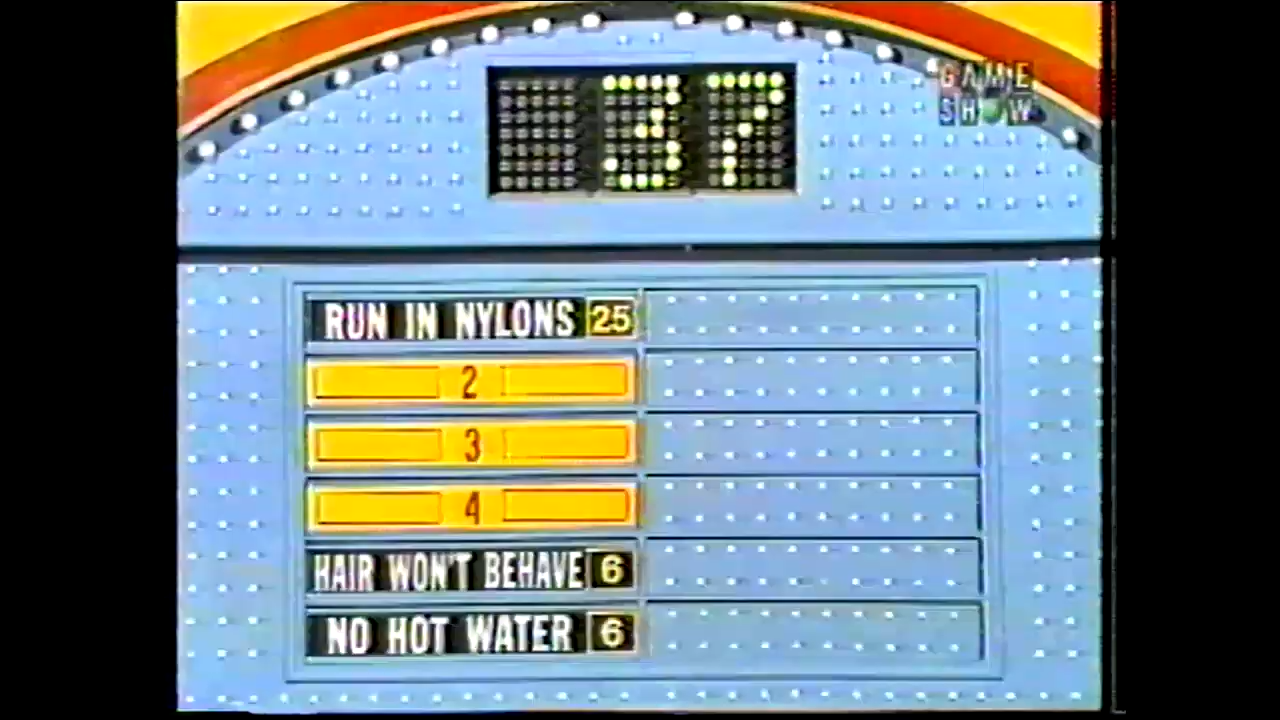 37
GAME
SHOW
RUN IN NYLONS 25
2
3
4
HAIR WON'T BEHAVE 6
NO HOT WATER 6